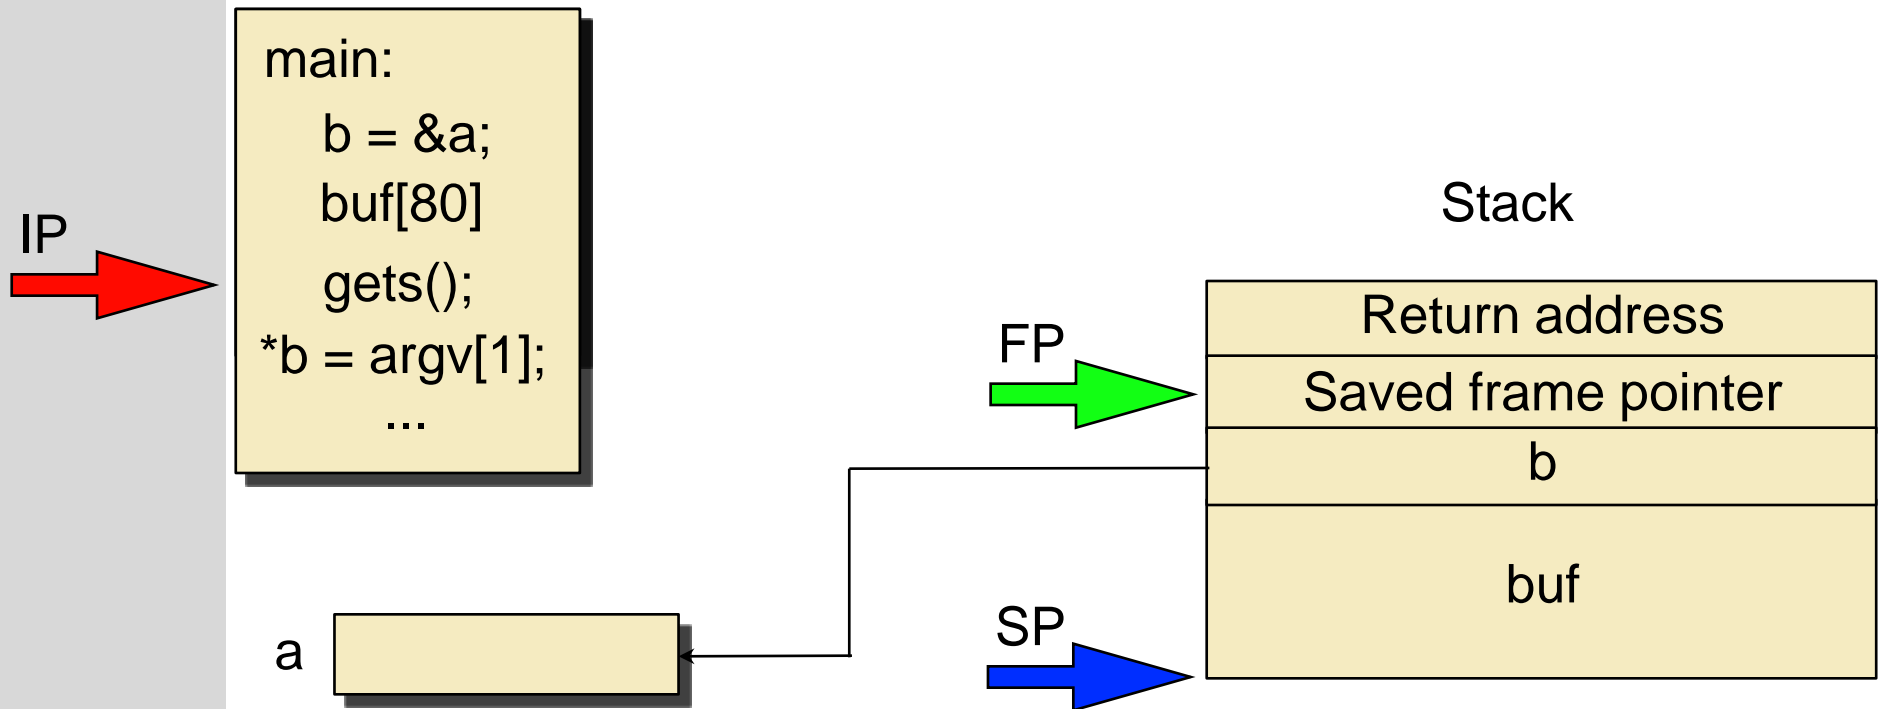 main:
b = &a;
buf[80]
gets();
*b = argv[1];
...
IP
Stack
Return address
FP
Saved frame pointer
b
buf
SP
a